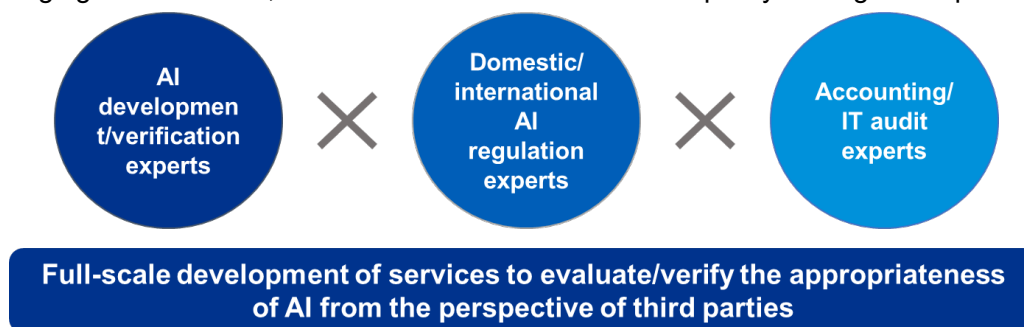 AI
developmen
t/verification
experts
Domestic/
international
AI
regulation
experts
Accounting/
IT audit
experts
Full-scale development of services to evaluate/verify the appropriateness
of AI from the perspective of third parties